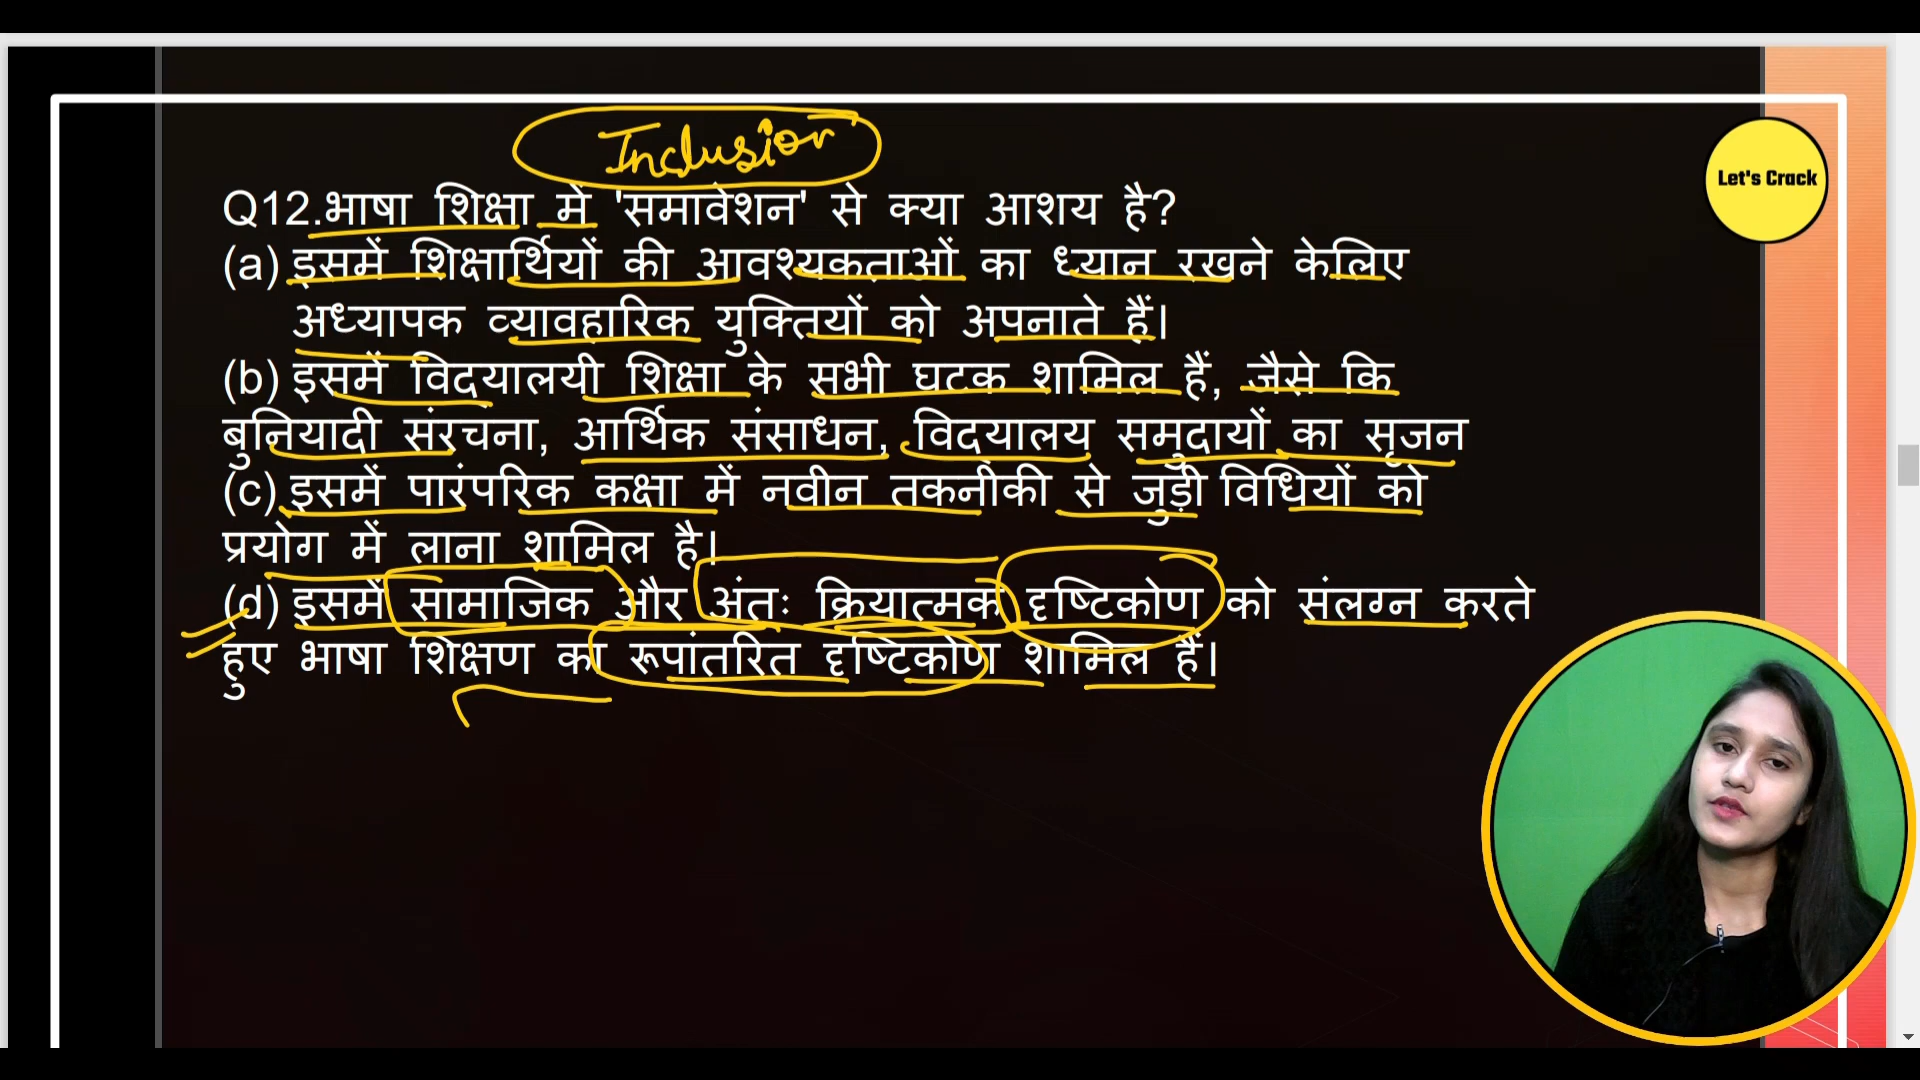 Inclusion
Let's Crack
Q12.भाषा शिक्षा में 'समावेशन' से क्या आशय है?
(a) इसमें शिक्षार्थियों की आवश्यकताओं का ध्यान रखने केलिए
अध्यापक व्यावहारिक युक्तियों को अपनाते हैं।
(b) इसमें विद्यालयी शिक्षा के सभी घटक शामिल हैं, जैसे कि
बुनियादी संरचना, आर्थिक संसाधन, विद्यालय समुदायों का सृजन
(c) इसमें पारंपरिक कक्षा में नवीन तकनीकी से जुड़ी विधियों को
प्रयोग में लाना शामिल है।
(d) इसमें सामाजिक और अंतः क्रियात्मक दृष्टिकोण को संलग्न करते
हुए भाषा शिक्षण का रूपांतरित दृष्टिकोण शामिल हैं।